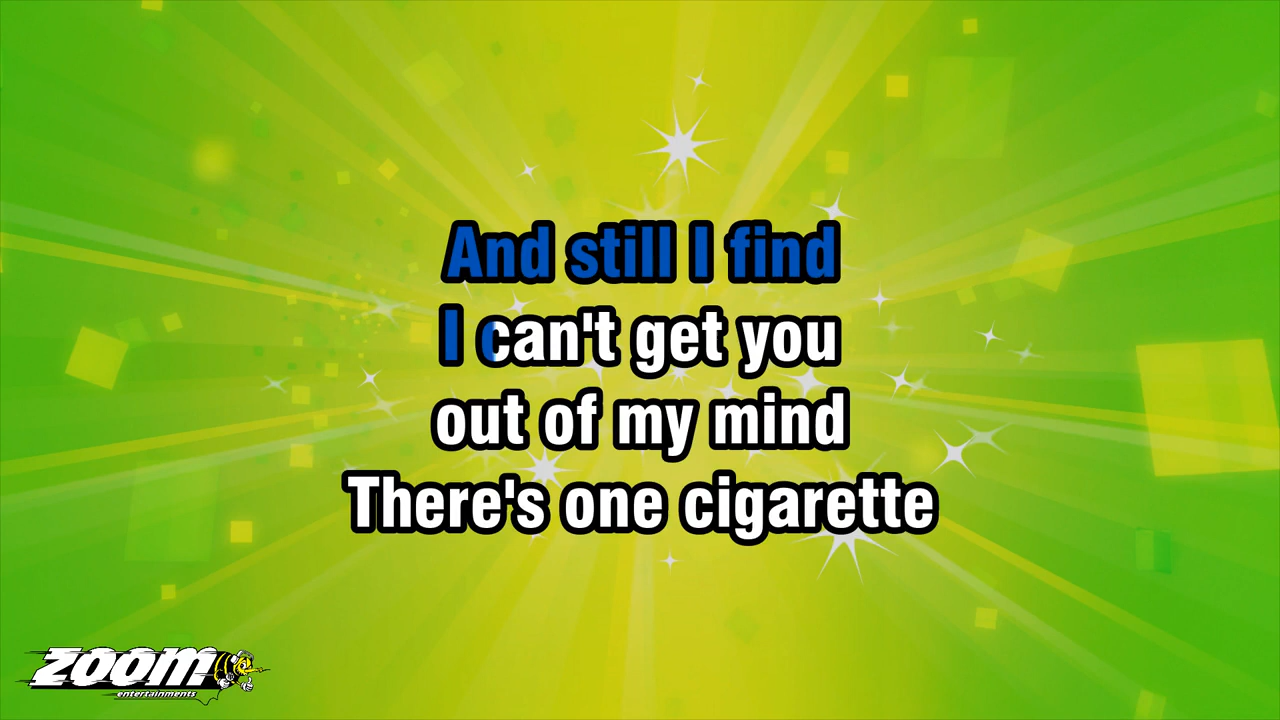 And still I find
I can't get you
out of my mind
There's one cigarette
zoom
entertainments